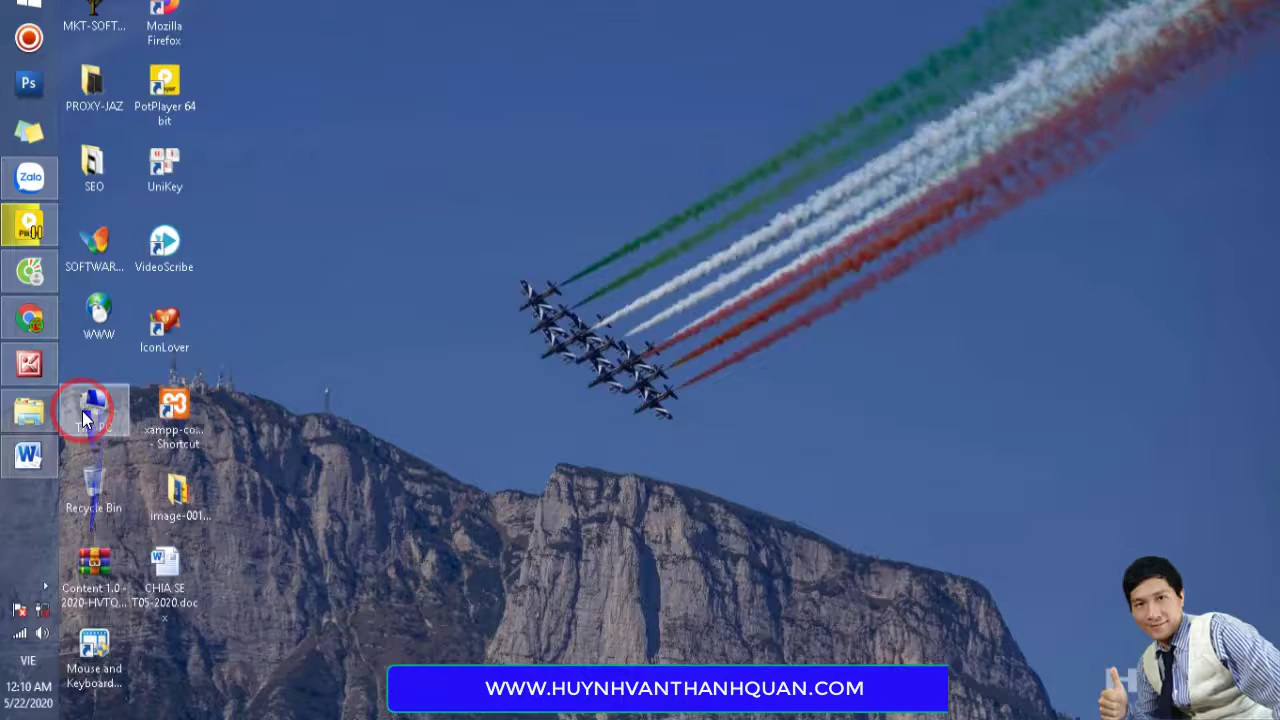 MKT-SOFT...
Mozilla
Firefox
Ps
PROXY-JAZ
PotPlayer 64
bit
Zalo
SEO
UniKey
SOFTWAR...
VideoScribe
WWW
IconLover
xampp-co...
- Shortcut
W
Recycle Bin
image-001...
Content 1.0 -
2020-HVTQ...
CHIA SE
T05-2020.doc
x
Mouse and
Keyboard...
VIE
12:10 AM
5/22/2020
WWW.HUYNHVANTHANHQUAN.COM